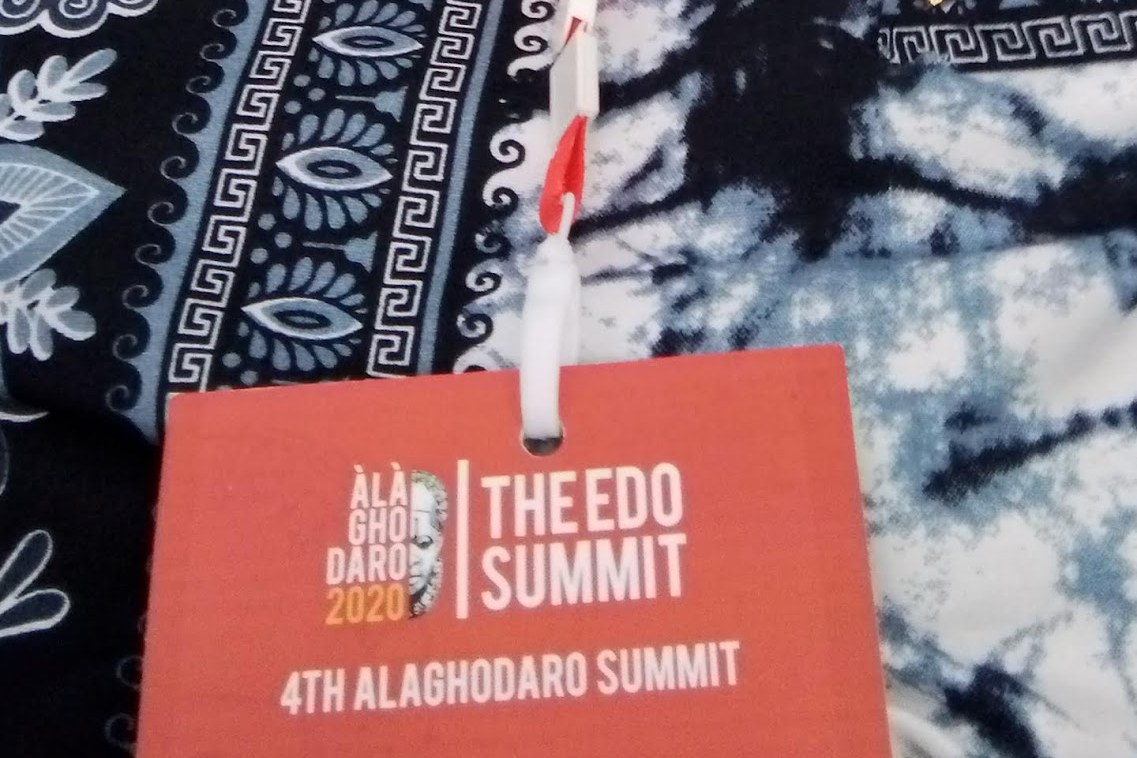 ÀLÀ
GHO
DARO
2020
THE EDO
SUMMIT
4TH ALAGHODARO SUMMIT